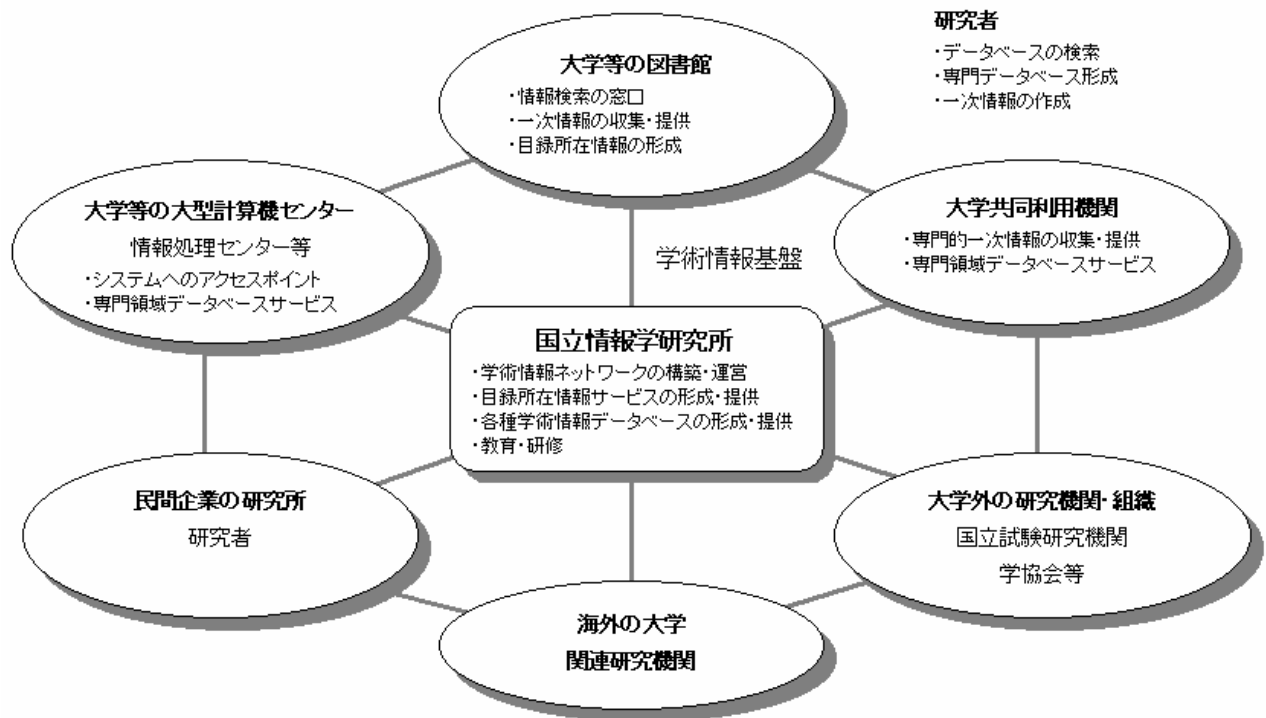 研究者
・データベースの検索
・専門データベース形成
・一次情報の作成
大学等の図書館
・情報検索の窓口
・一次情報の収集・提供
・目録所在情報の形成
大学等の大型計算機センター
情報処理センター等
・システムへのアクセスポイント
・専門領域データベースサービス
大学共同利用機関
・専門的一次情報の収集・提供
・専門領域データベースサービス
学術情報基盤
国立情報学研究所
・学術情報ネットワークの構築・運営
・目録所在情報サービスの形成・提供
・各種学術情報データベースの形成・提供
・教育・研修
民間企業の研究所
研究者
大学外の研究機関・組織
国立試験研究機関
学協会等
海外の大学
関連研究機関